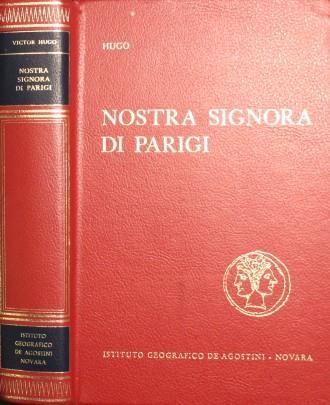 VICTOR HUGO
NOSTRA
SIGNORA
DI PARIGI
ISTITUTO
GEOGRAFICO
DE AGOSTINI
NOVARA
HUGO
NOSTRA SIGNORA
DI PARIGI
ISTITUTO GEOGRAFICO DE AGOSTINI - NOVARA